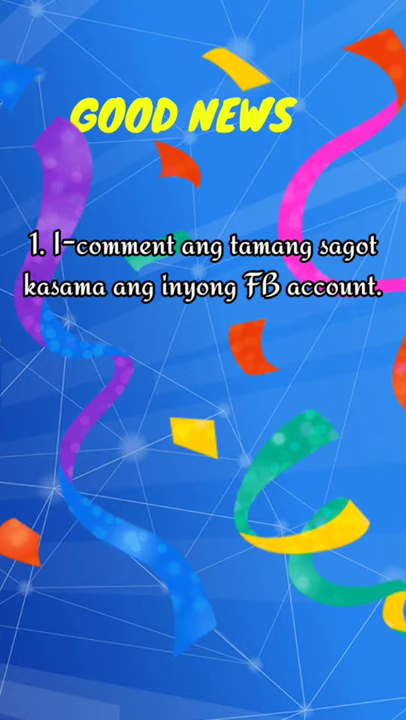 GOOD NEWS
1. I-comment ang tamang sagot
kasama ang inyong FB account.